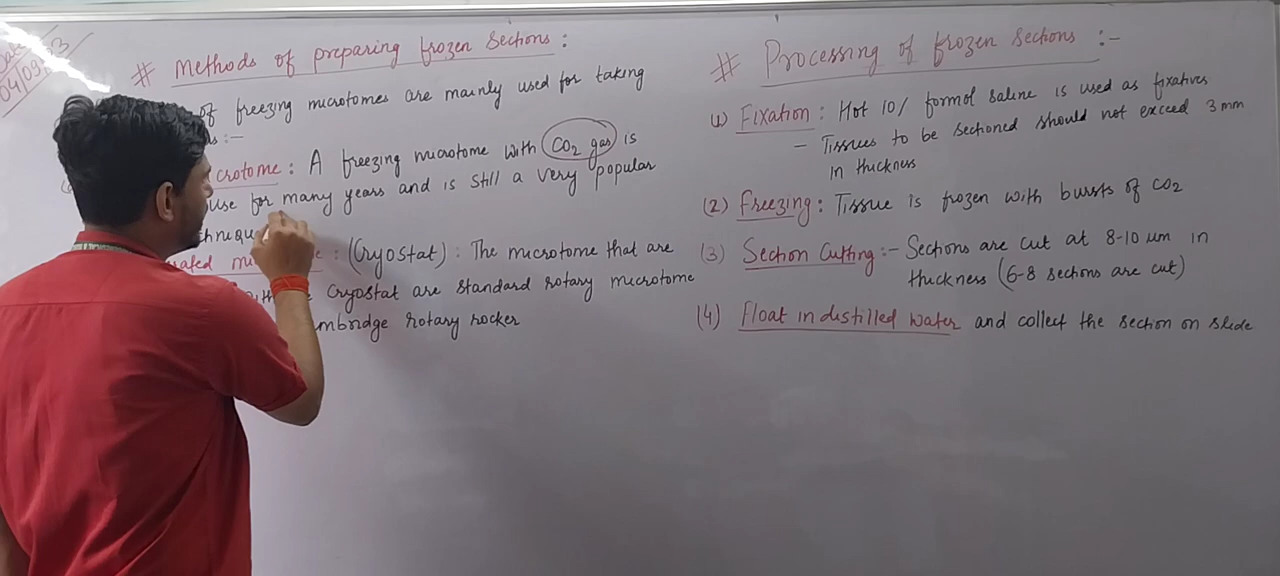 Date
04/09/23
# Methods of preparing frozen Sections :
of freezing microtomes are mainly used for taking
:-
crotome : A freezing microtome with CO2 gas is
use for many years and is still a very popular
chnique
rated mi : (Cryostat) : The microtome that are
Cryostat are standard rotary microtome
mbridge rotary rocker
# Processing of frozen sections :-
(1) Fixation : Hot 10/ formol saline is used as fixatives
- Tissues to be sectioned should not exceed 3 mm
in thickness
(2) Freezing : Tissue is frozen with bursts of CO2
(3) Section Cutting :- Sections are cut at 8-10 μm in
thickness (6-8 sections are cut)
(4) Float in distilled water and collect the section on slide